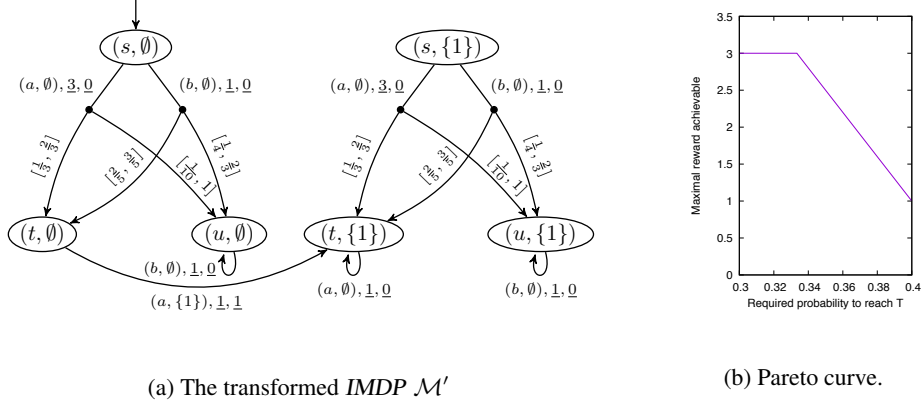 (s, ∅)
(s, {1})
(a, ∅), 3, 0
(b, ∅), 1, 0
(a, ∅), 3, 0
(b, ∅), 1, 0
[1/3, 2/3]
[2/5, 3/5]
[1/10, 1]
[1/4, 2/3]
[1/3, 2/3]
[2/5, 3/5]
[1/10, 1]
[1/4, 2/3]
(t, ∅)
(u, ∅)
(t, {1})
(u, {1})
(b, ∅), 1, 0
(a, {1}), 1, 1
(a, ∅), 1, 0
(b, ∅), 1, 0
(a) The transformed IMDP M′
Maximal reward achievable
3.5
3
2.5
2
1.5
1
0.5
0
0.3 0.32 0.34 0.36 0.38 0.4
Required probability to reach T
(b) Pareto curve.